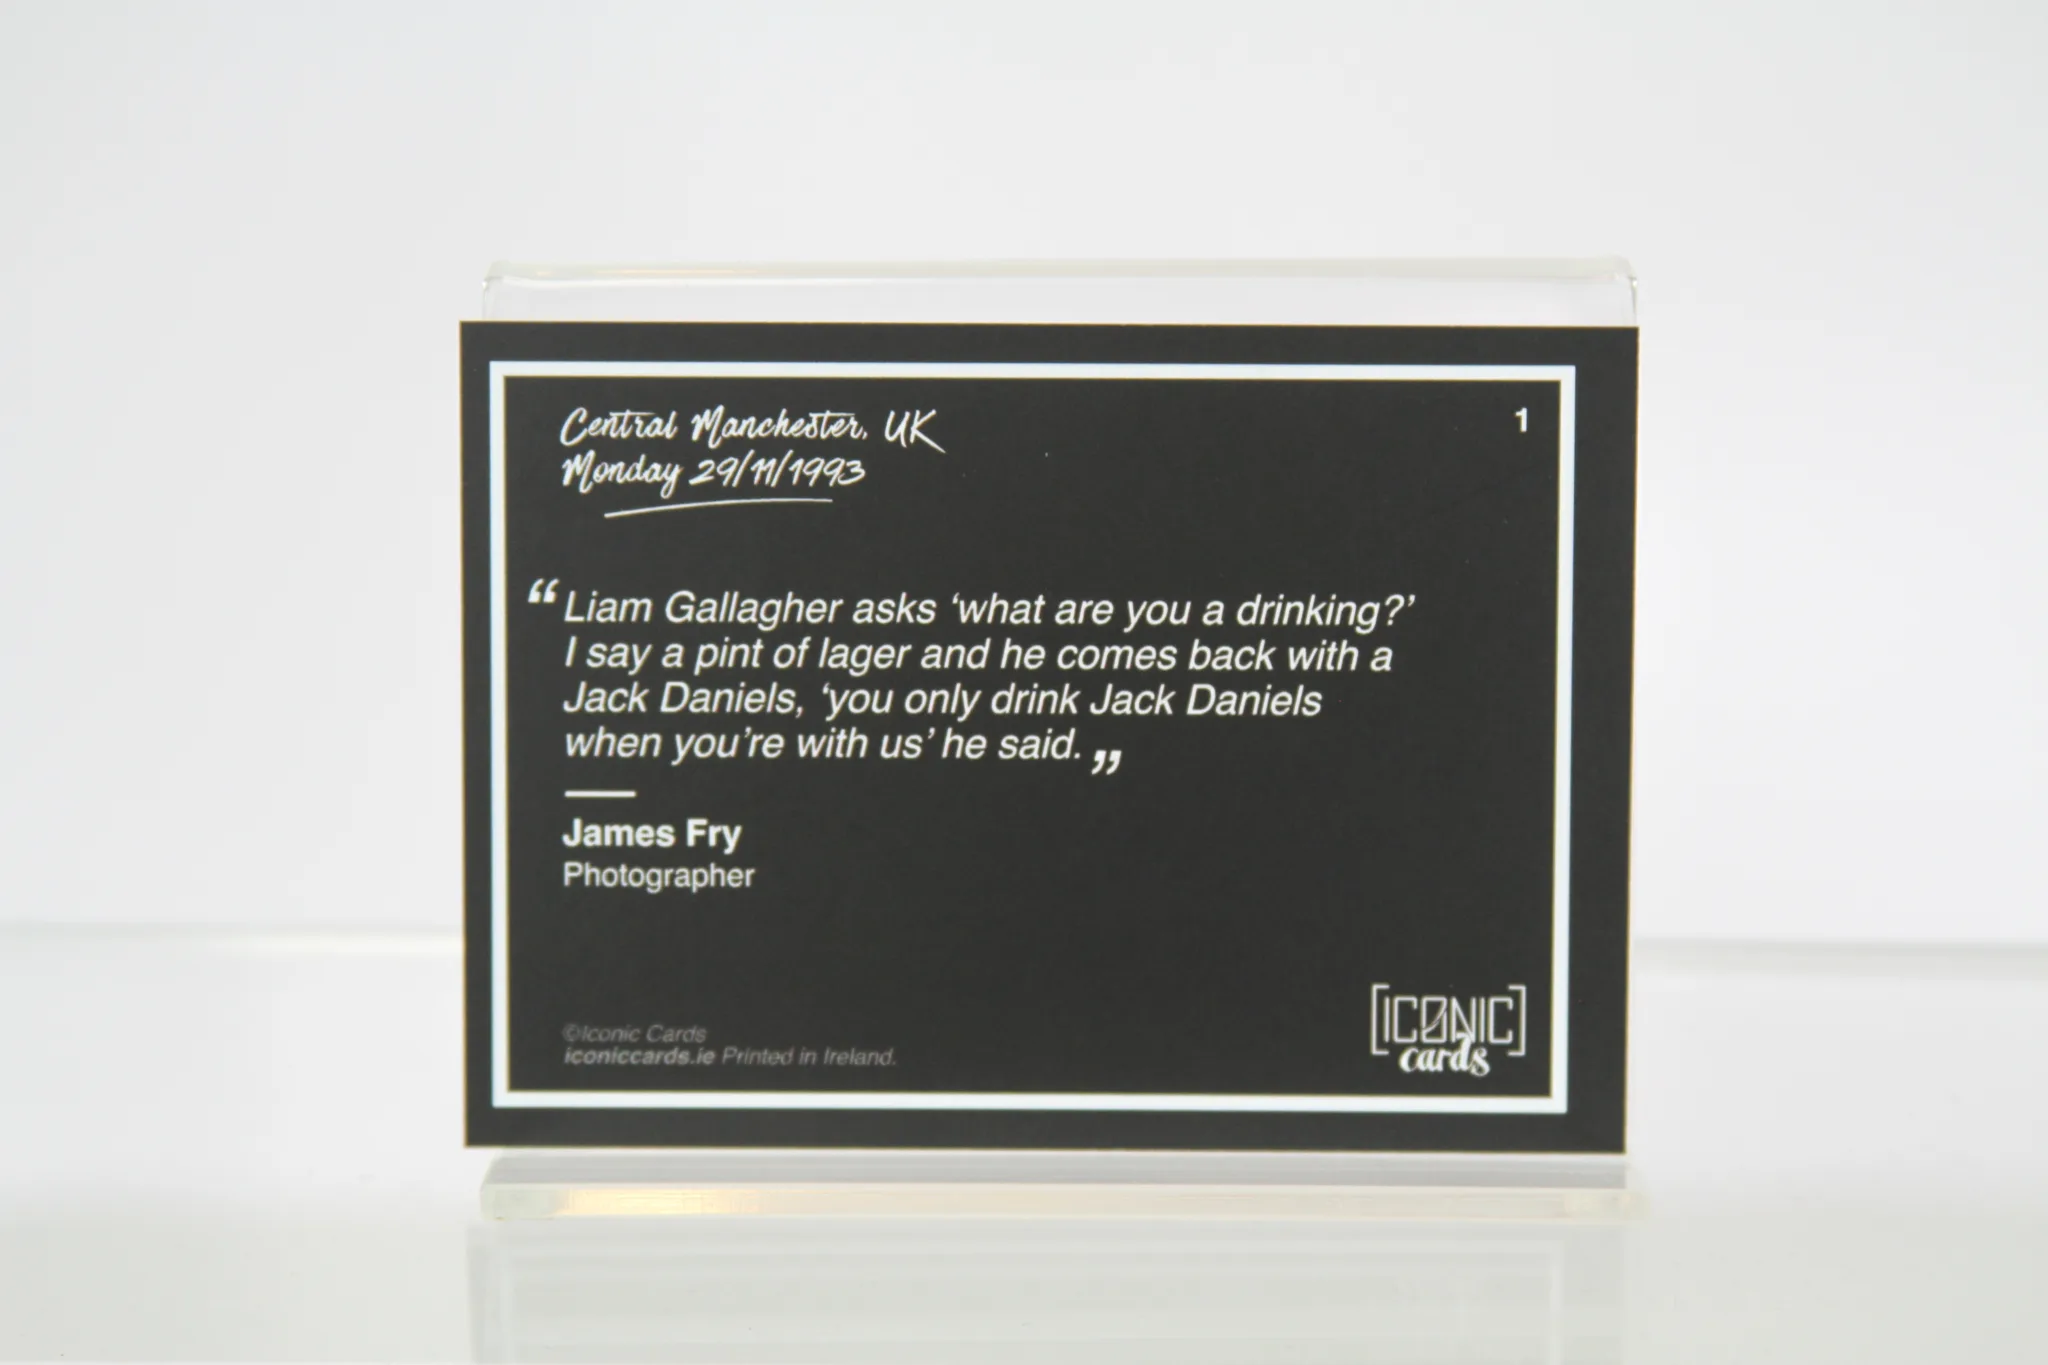 Central Manchester, UK
Monday 29/11/1993
1
“Liam Gallagher asks ‘what are you a drinking?’
I say a pint of lager and he comes back with a
Jack Daniels, ‘you only drink Jack Daniels
when you’re with us’ he said.”
James Fry
Photographer
©Iconic Cards
iconiccards.ie Printed in Ireland.
[ICONIC]
cards